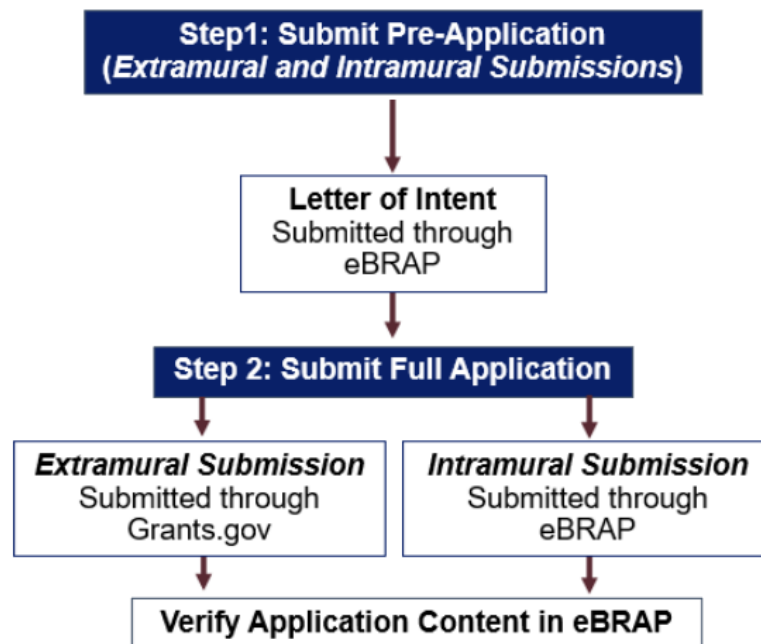 Step1: Submit Pre-Application
(Extramural and Intramural Submissions)
Letter of Intent
Submitted through
eBRAP
Step 2: Submit Full Application
Extramural Submission
Submitted through
Grants.gov
Intramural Submission
Submitted through
eBRAP
Verify Application Content in eBRAP